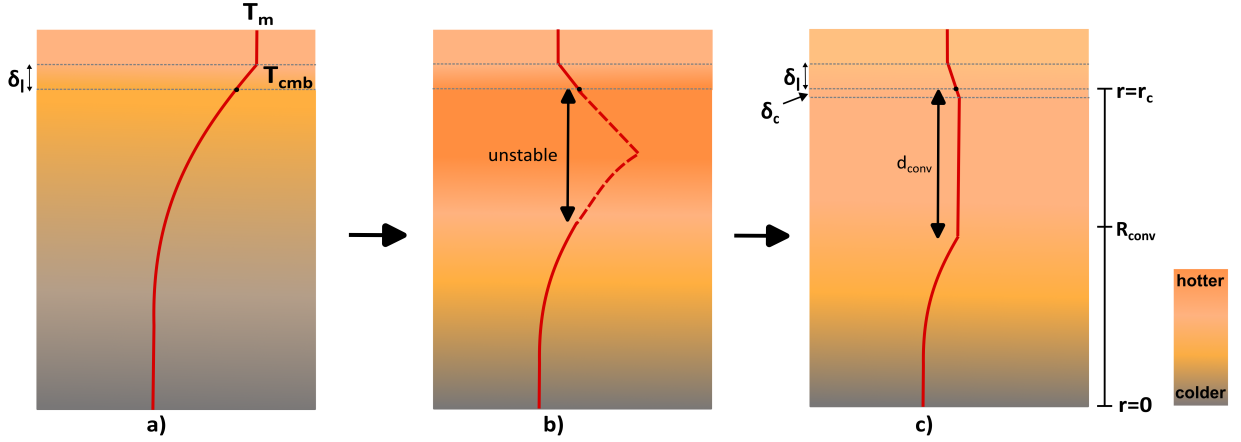 T_m
δ_l
T_cmb
a)
unstable
b)
δ_l
δ_c
d_conv
r=r_c
R_conv
r=0
c)
hotter
colder